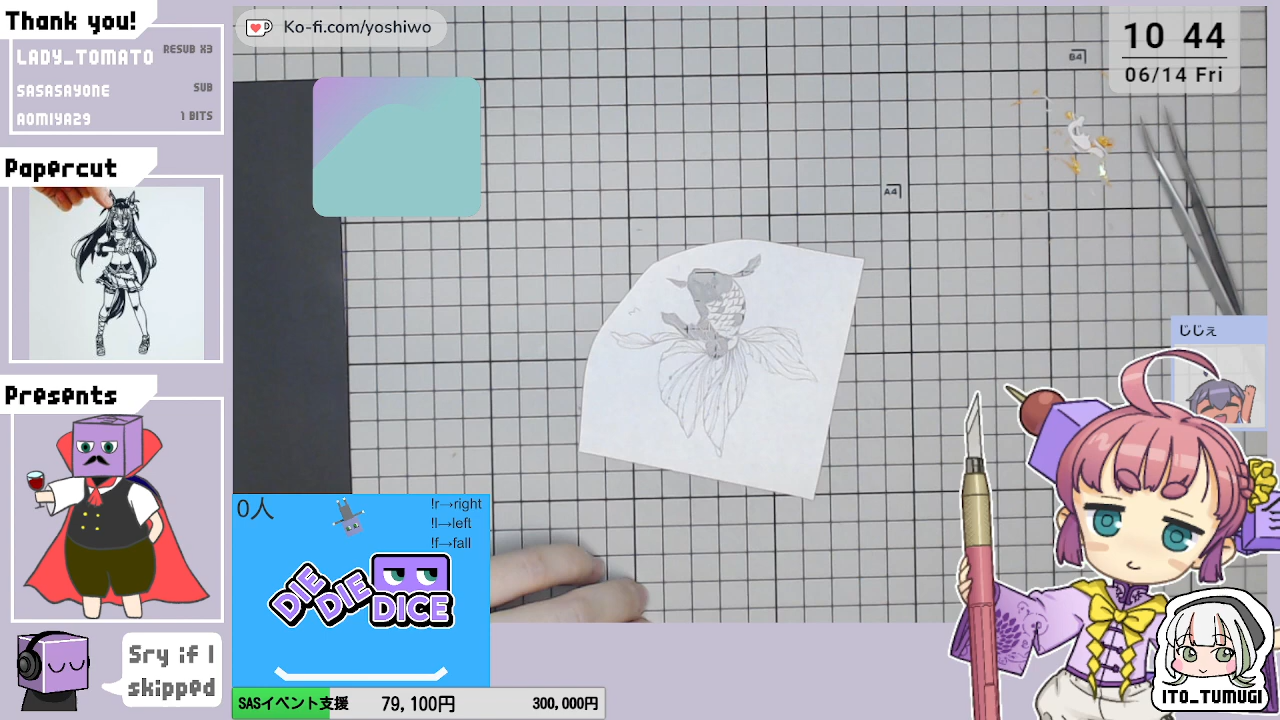 Thank you!
LADY_TOMATO RESUB X3
SASASAYONE SUB
AOMIYA29 1 BITS
Papercut
Presents
Sry if I
skipped
Ko-fi.com/yoshiwo
10 44
06/14 Fri
B4
A4
じじぇ
0人
!r→right
!l→left
!f→fall
DIE DIE DICE
SASイベント支援 79,100円 300,000円
ITO_TUMUGI